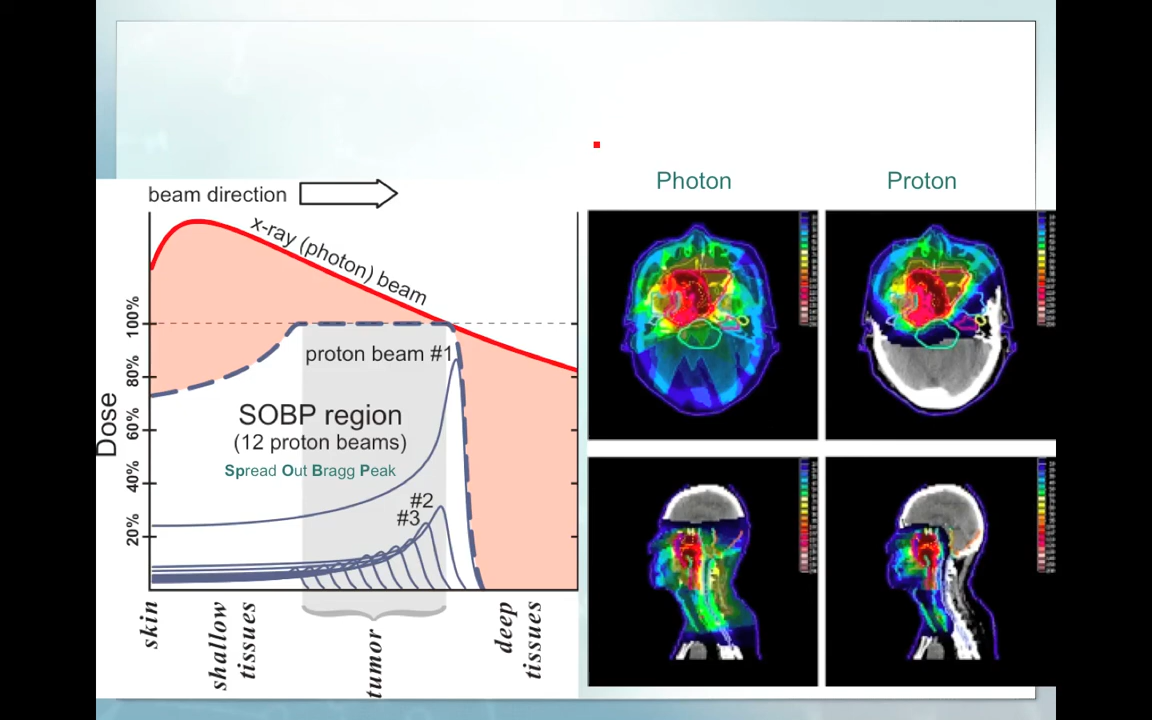 beam direction
x-ray (photon) beam
Dose
100%
80%
60%
40%
20%
proton beam #1
SOBP region
(12 proton beams)
Spread Out Bragg Peak
#2
#3
skin
shallow
tissues
tumor
deep
tissues
Photon
Proton